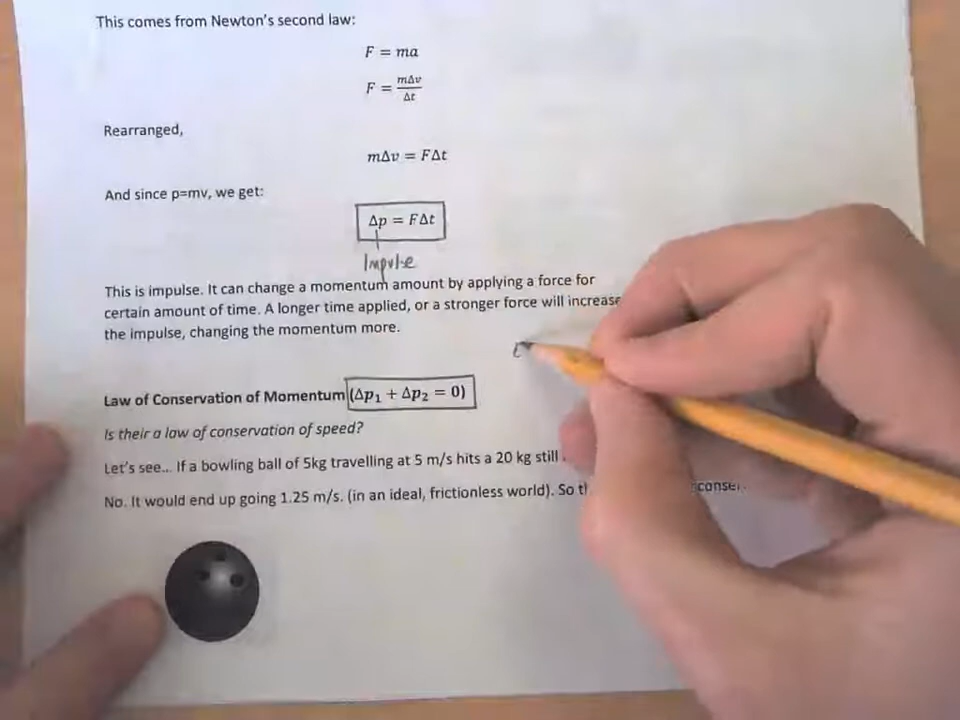 This comes from Newton's second law:
F = ma
F = mΔv/Δt
Rearranged,
mΔv = FΔt
And since p=mv, we get:
Δp = FΔt
Impulse
This is impulse. It can change a momentum amount by applying a force for
certain amount of time. A longer time applied, or a stronger force will increase
the impulse, changing the momentum more.
Law of Conservation of Momentum (Δp₁ + Δp₂ = 0)
Is their a law of conservation of speed?
Let's see... If a bowling ball of 5kg travelling at 5 m/s hits a 20 kg still
No. It would end up going 1.25 m/s. (in an ideal, frictionless world). So